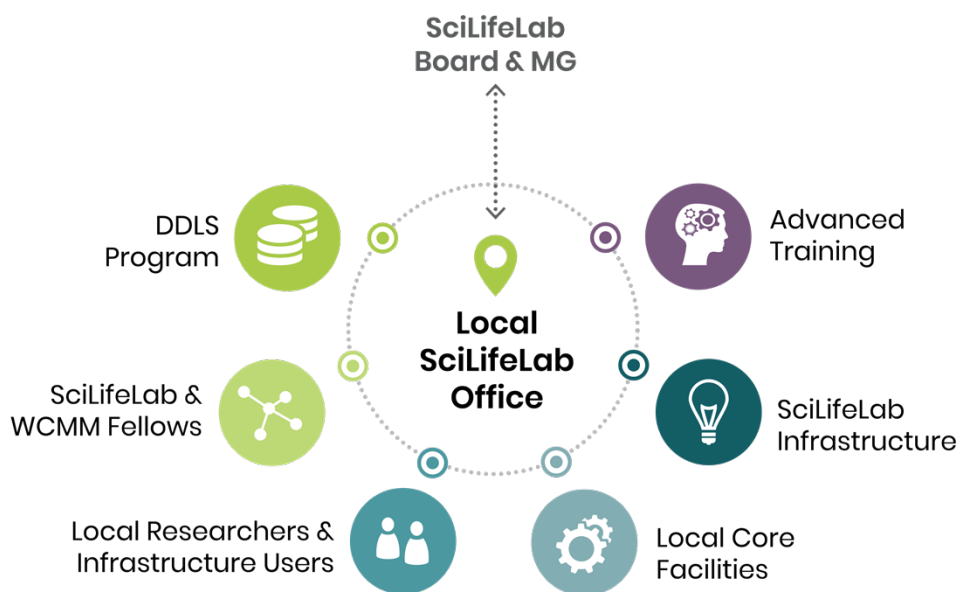 SciLifeLab
Board & MG
DDLS
Program
Advanced
Training
Local
SciLifeLab
Office
SciLifeLab &
WCMM Fellows
SciLifeLab
Infrastructure
Local Researchers &
Infrastructure Users
Local Core
Facilities